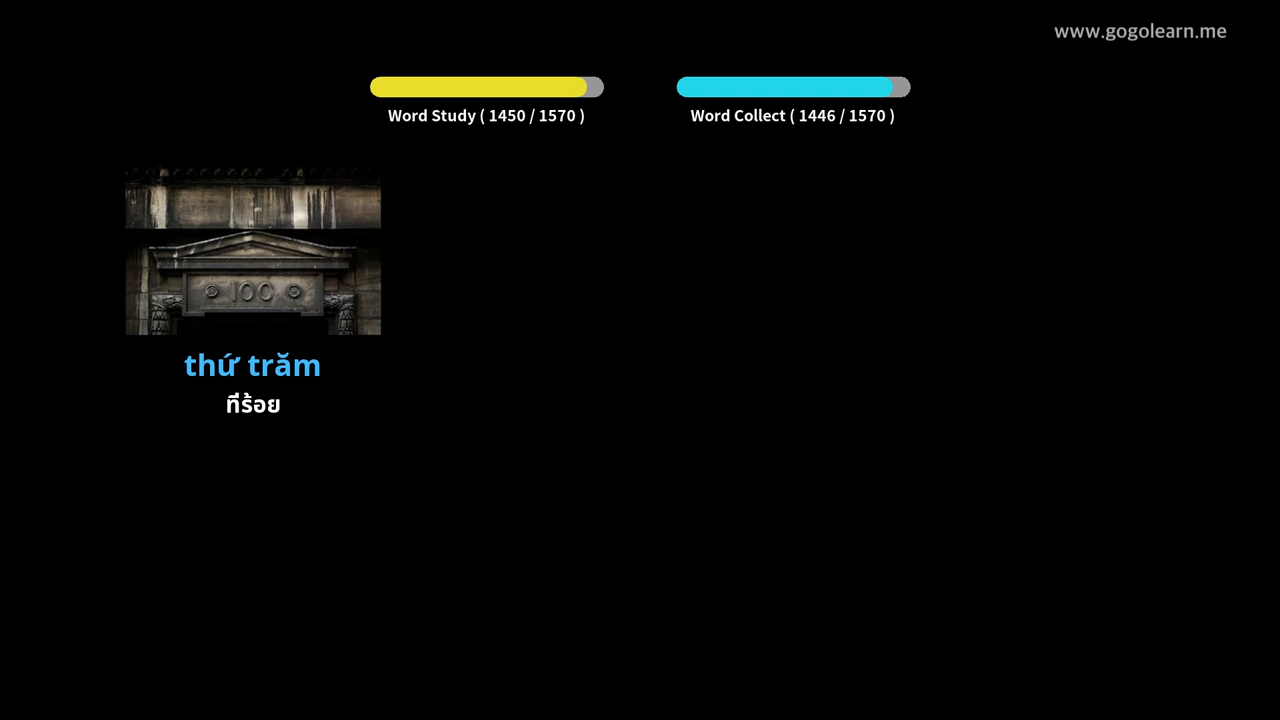 www.gogolearn.me
Word Study ( 1450 / 1570 )
Word Collect ( 1446 / 1570 )
100
thứ trăm
ที่ร้อย